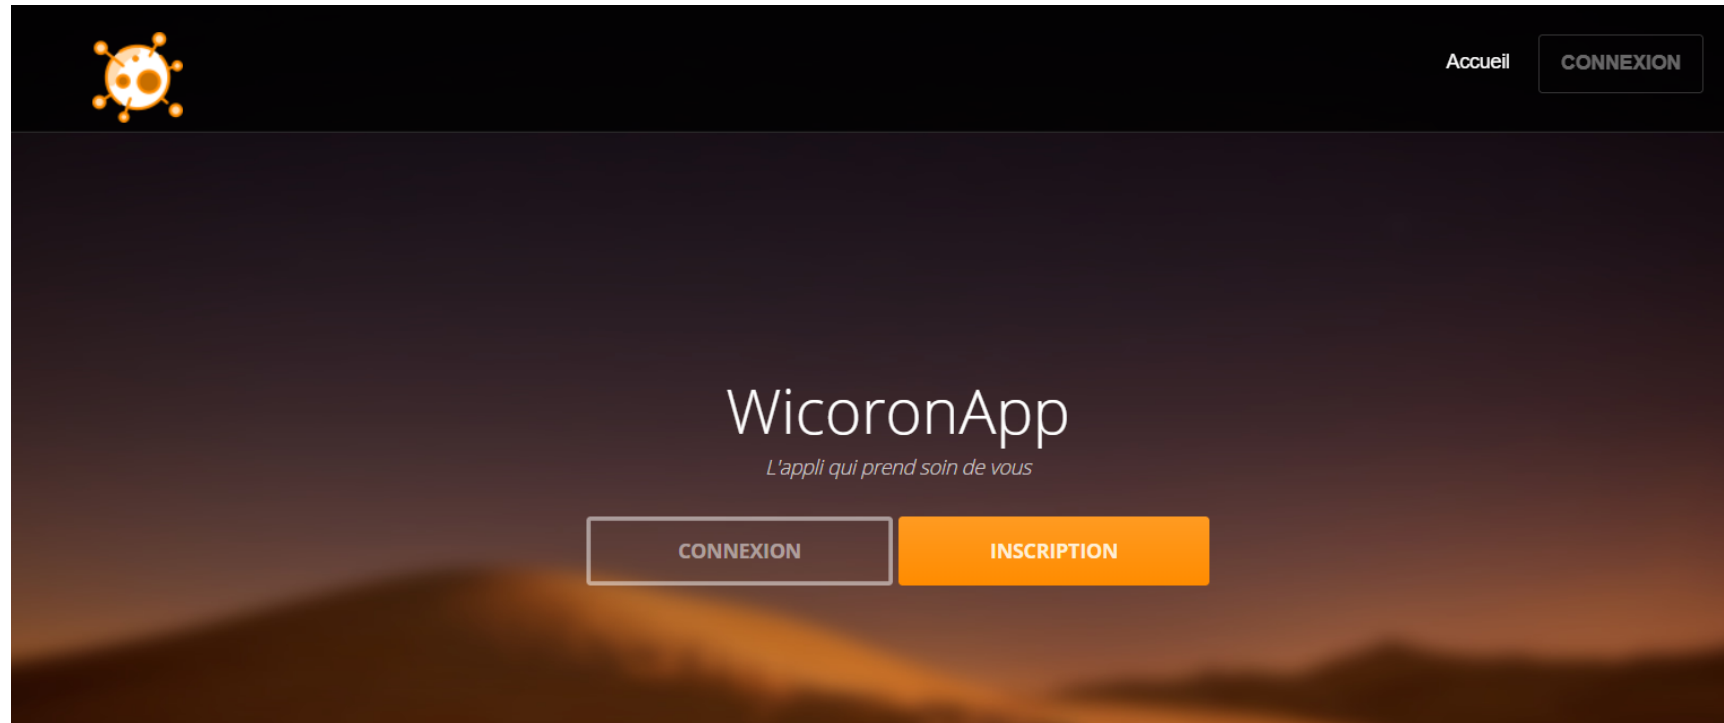 Accueil
CONNEXION
WicoronApp
L'appli qui prend soin de vous
CONNEXION
INSCRIPTION